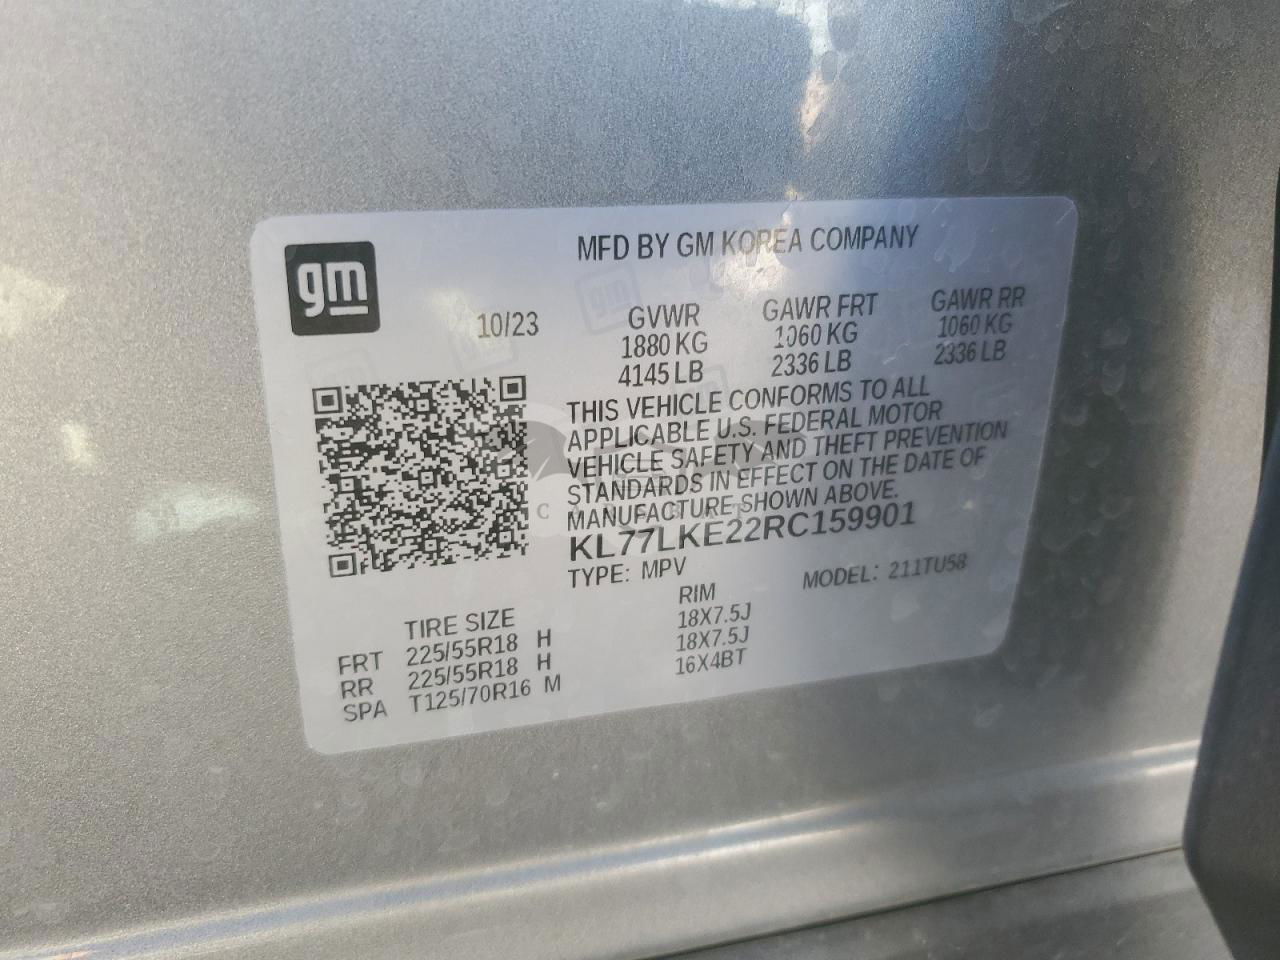 gm
MFD BY GM KOREA COMPANY
10/23
GVWR GAWR FRT GAWR RR
1880 KG 1060 KG 1060 KG
4145 LB 2336 LB 2336 LB
THIS VEHICLE CONFORMS TO ALL
APPLICABLE U.S. FEDERAL MOTOR
VEHICLE SAFETY AND THEFT PREVENTION
STANDARDS IN EFFECT ON THE DATE OF
MANUFACTURE SHOWN ABOVE.
KL77LKE22RC159901
TYPE: MPV MODEL: 211TU58
TIRE SIZE RIM
FRT 225/55R18 H 18X7.5J
RR 225/55R18 H 18X7.5J
SPA T125/70R16 M 16X4BT